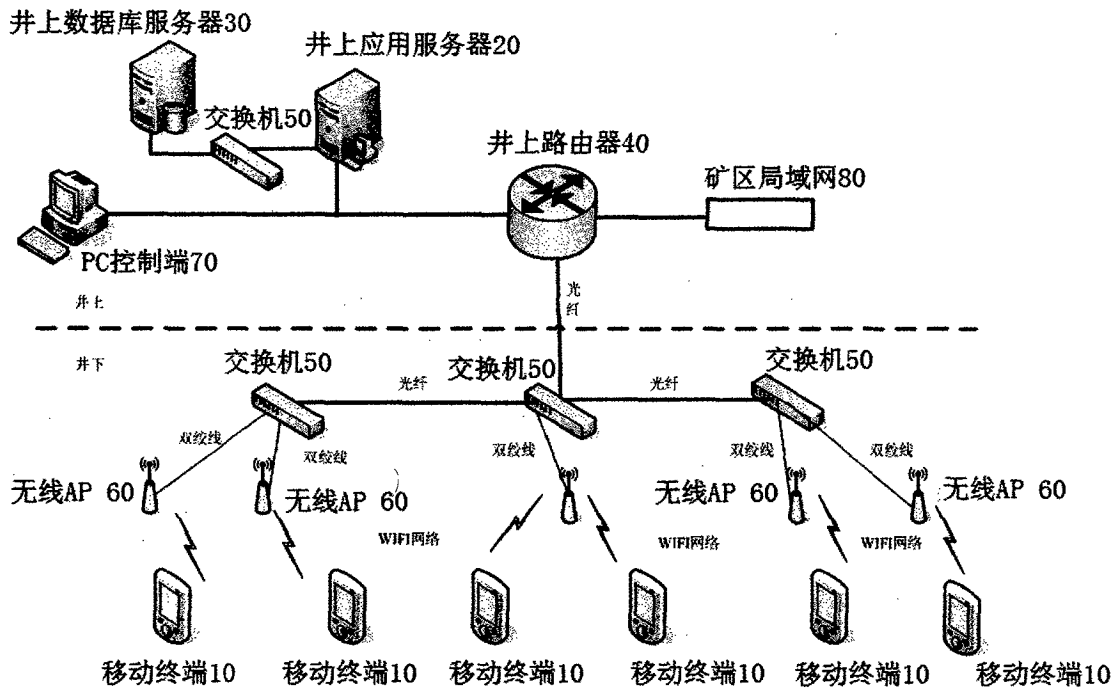 井上数据库服务器30
井上应用服务器20
交换机50
井上路由器40
矿区局域网80
PC控制端70
井上
光纤
井下
交换机50
交换机50
交换机50
光纤
光纤
双绞线
双绞线
双绞线
双绞线
双绞线
无线AP 60
无线AP 60
无线AP 60
无线AP 60
WIFI网络
WIFI网络
WIFI网络
移动终端10
移动终端10
移动终端10
移动终端10
移动终端10
移动终端10